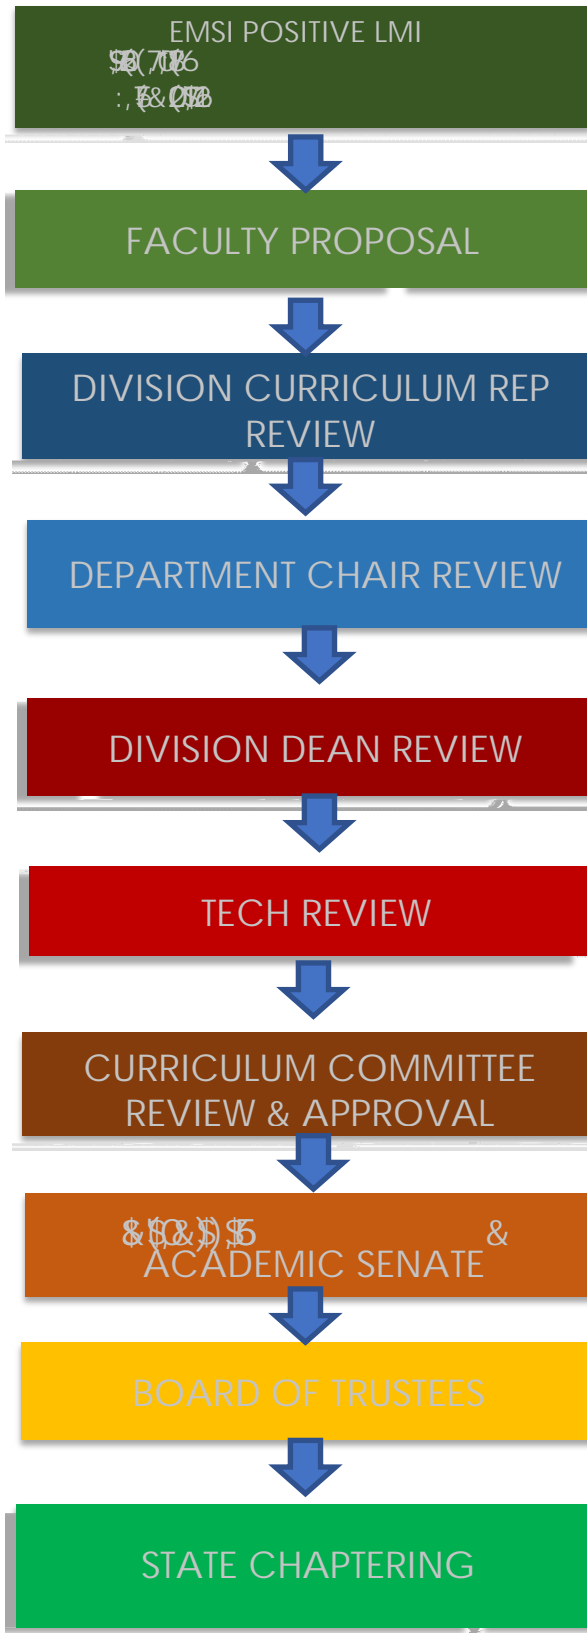 EMSI POSITIVE LMI
FACULTY PROPOSAL
DIVISION CURRICULUM REP
REVIEW
DEPARTMENT CHAIR REVIEW
DIVISION DEAN REVIEW
TECH REVIEW
CURRICULUM COMMITTEE
REVIEW & APPROVAL
&
ACADEMIC SENATE
BOARD OF TRUSTEES
STATE CHAPTERING